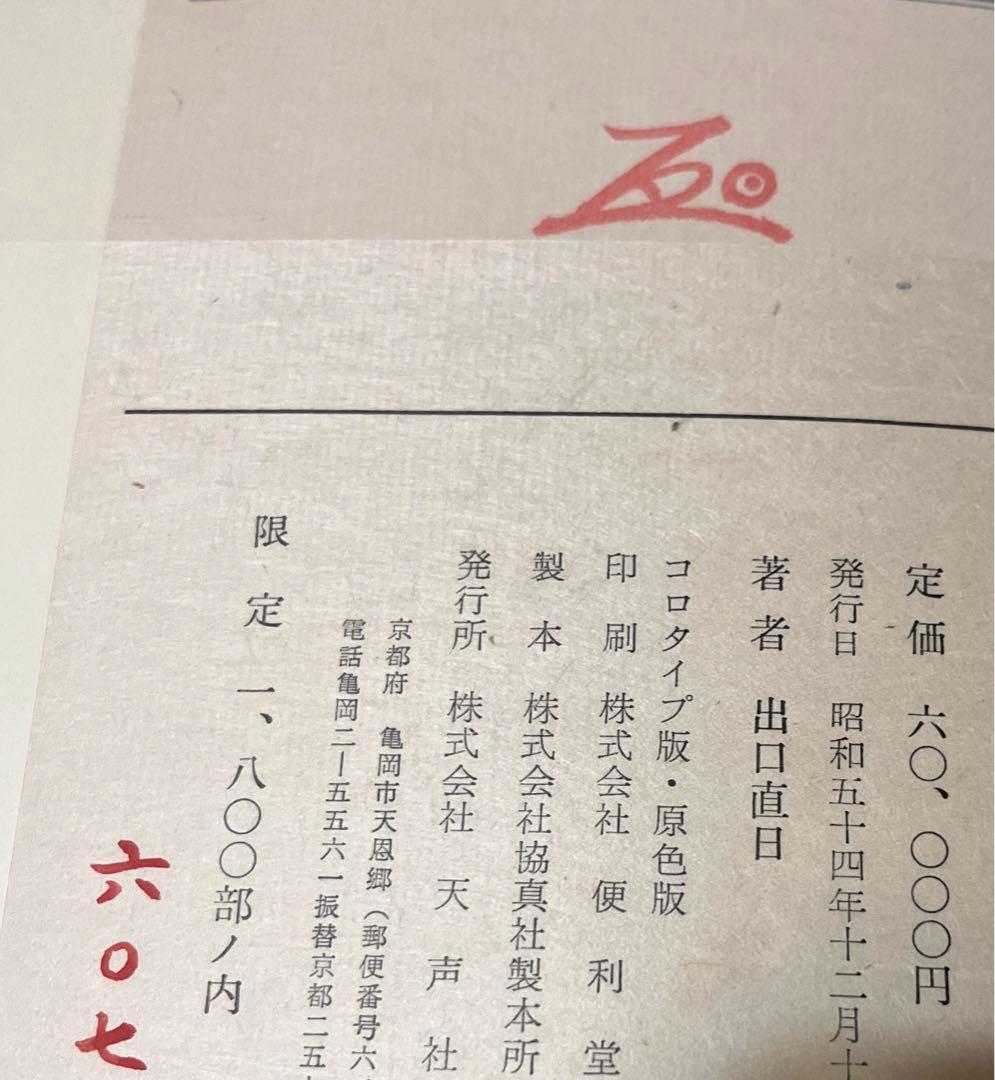 定価 六〇、〇〇〇円
発行日 昭和五十四年十二月十
著者 出口直日
コロタイプ版・原色版
印刷 株式会社 便利堂
製本 株式会社協真社製本所
発行所 株式会社 天声社
京都府 亀岡市天恩郷(郵便番号六
電話亀岡二ー五五六一振替京都二五
限定 一、八〇〇部ノ内
六〇七